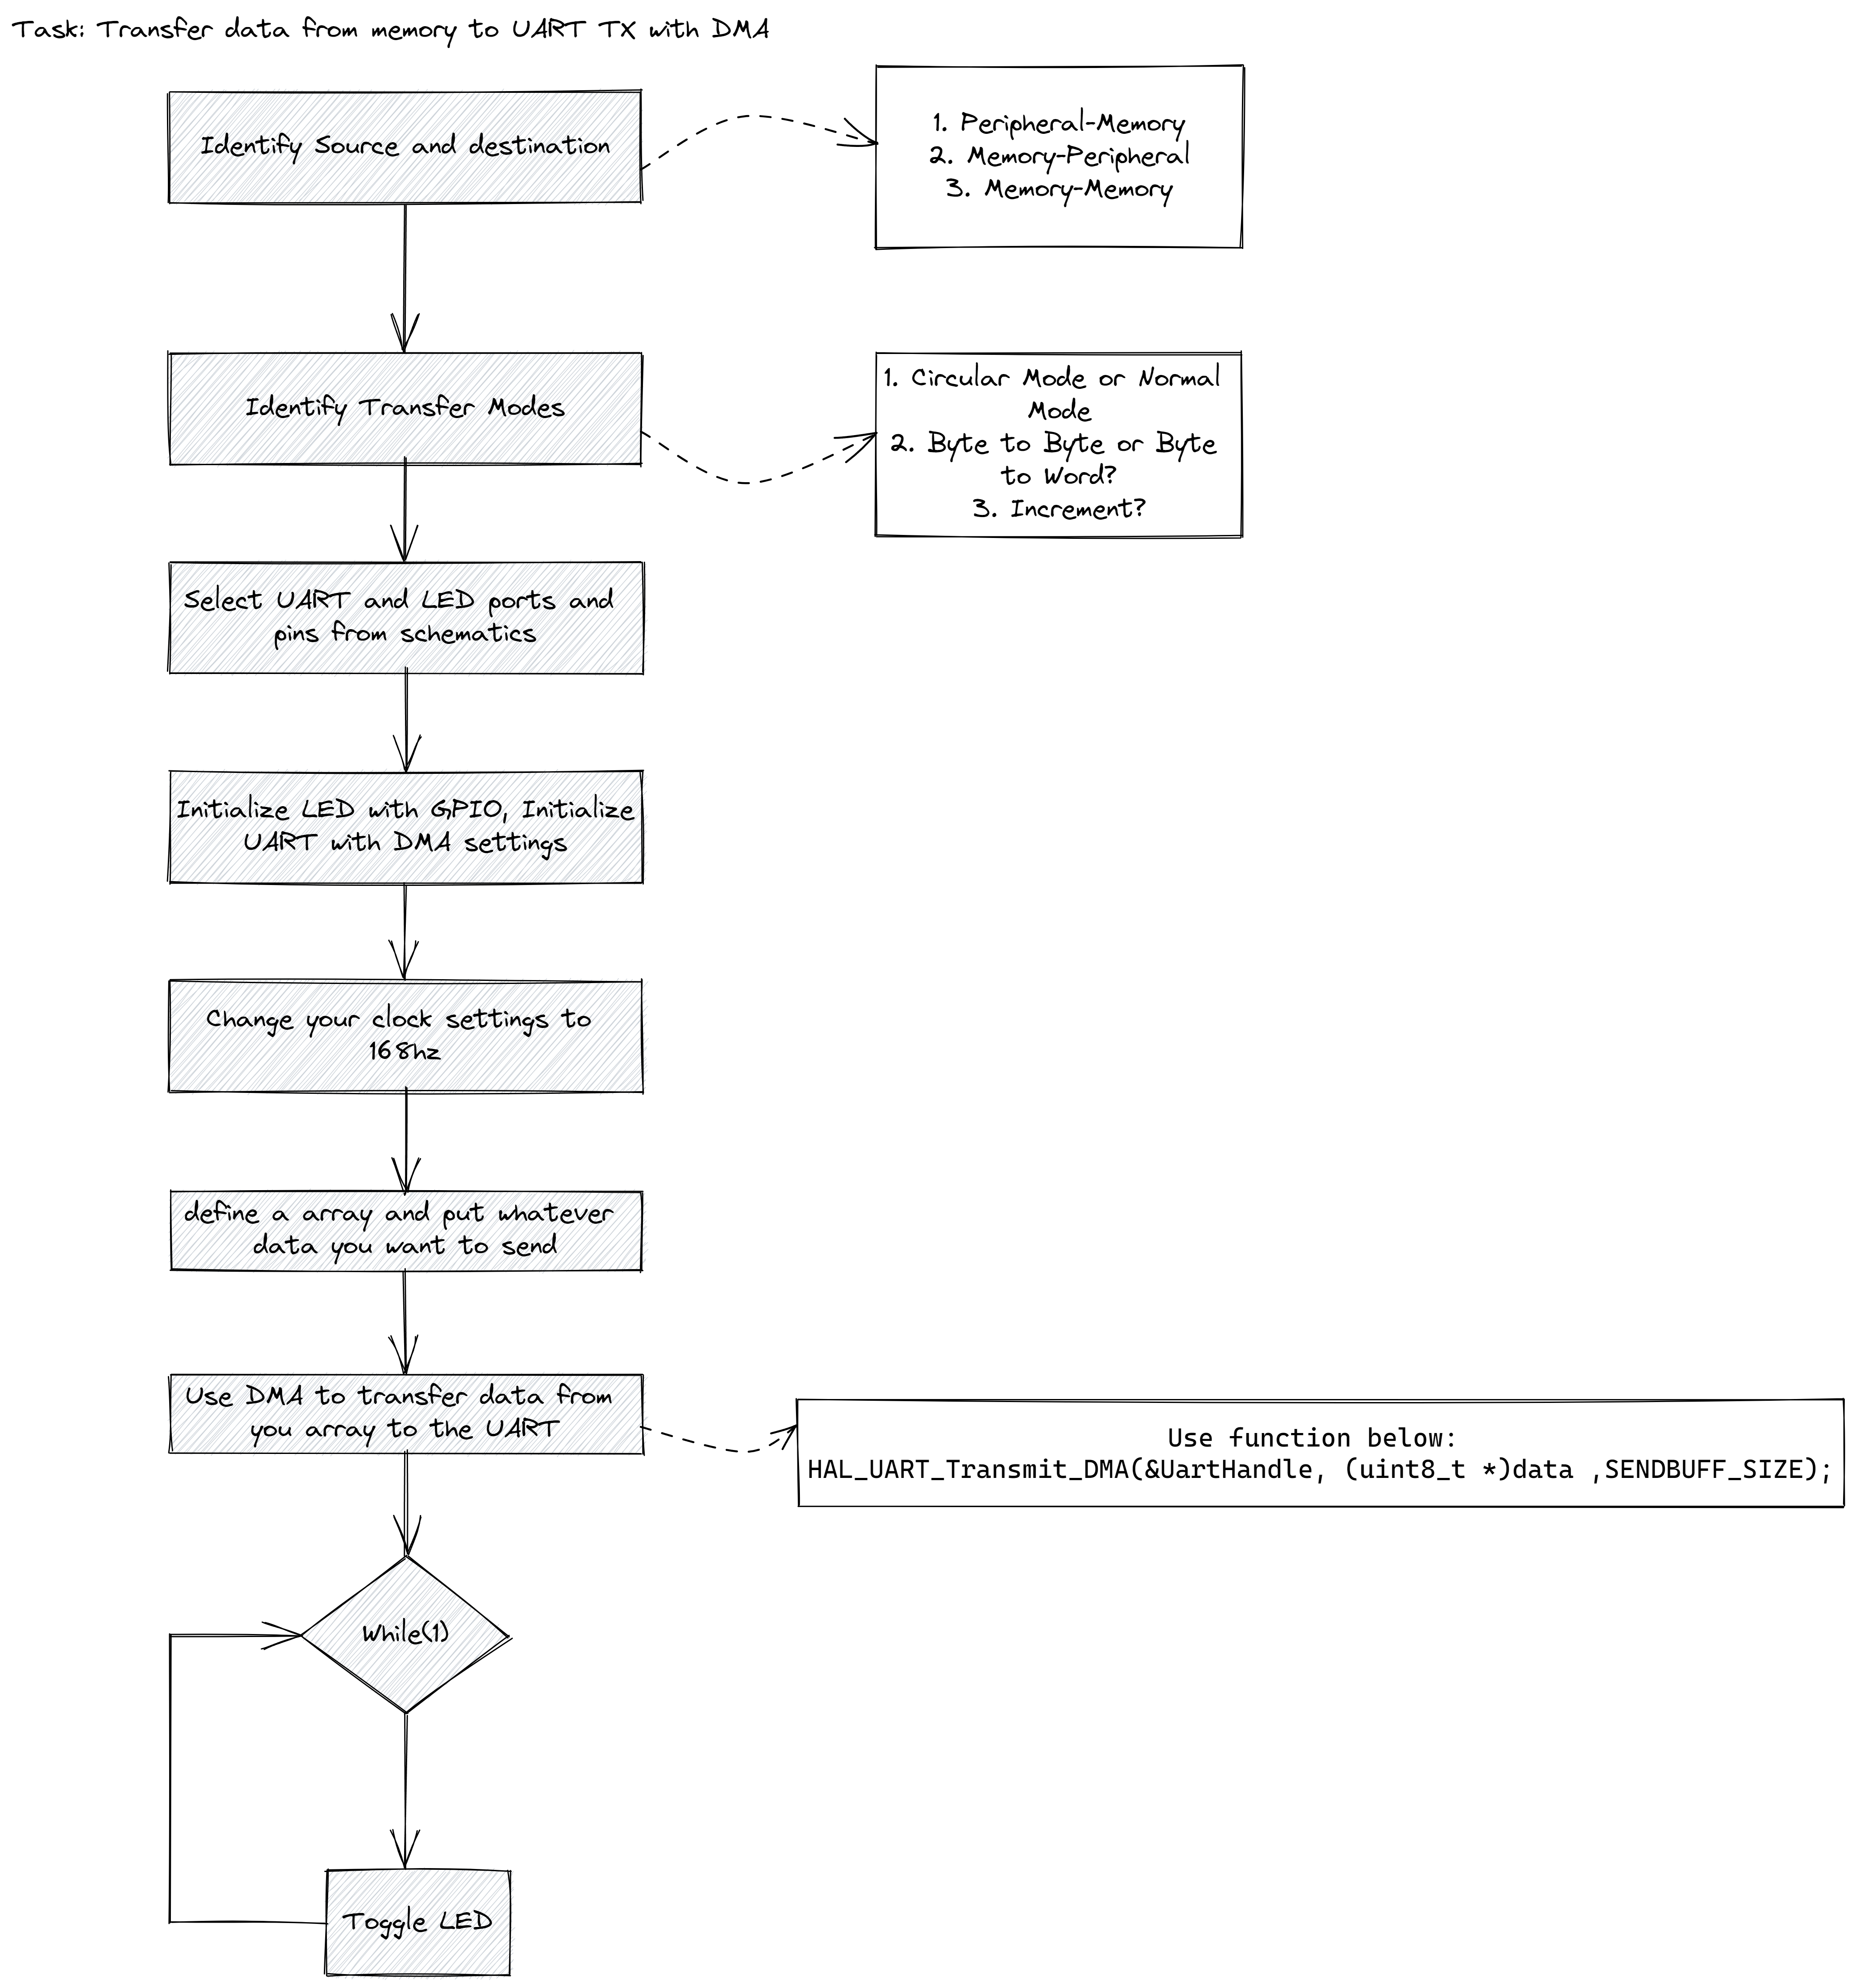 Task: Transfer data from memory to UART TX with DMA
Identify Source and destination
1. Peripheral-Memory
2. Memory-Peripheral
3. Memory-Memory
Identify Transfer Modes
1. Circular Mode or Normal
Mode
2. Byte to Byte or Byte
to Word?
3. Increment?
Select UART and LED ports and
pins from schematics
Initialize LED with GPIO, Initialize
UART with DMA settings
Change your clock settings to
168hz
define a array and put whatever
data you want to send
Use DMA to transfer data from
you array to the UART
Use function below:
HAL_UART_Transmit_DMA(&UartHandle, (uint8_t *)data ,SENDBUFF_SIZE);
While(1)
Toggle LED